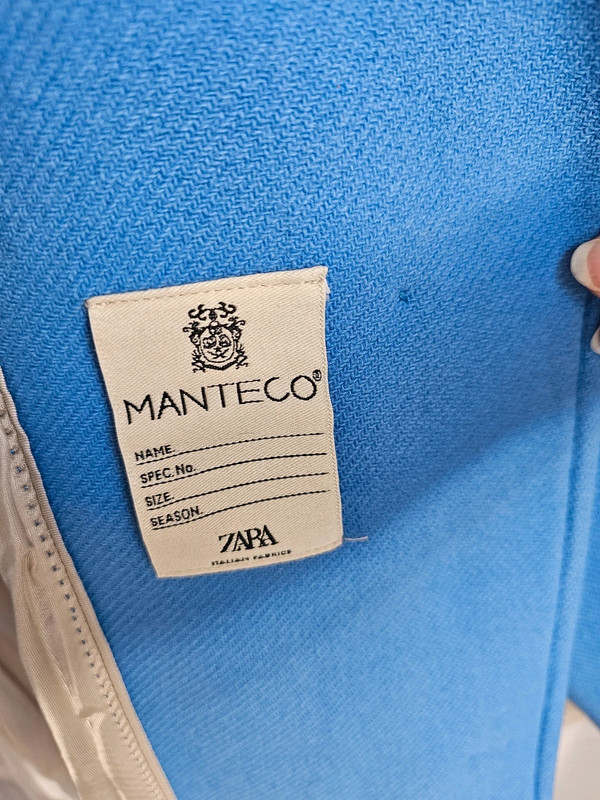 MANTECO®
NAME.
SPEC. No.
SIZE.
SEASON.
ZARA
ITALIAN FABRICS